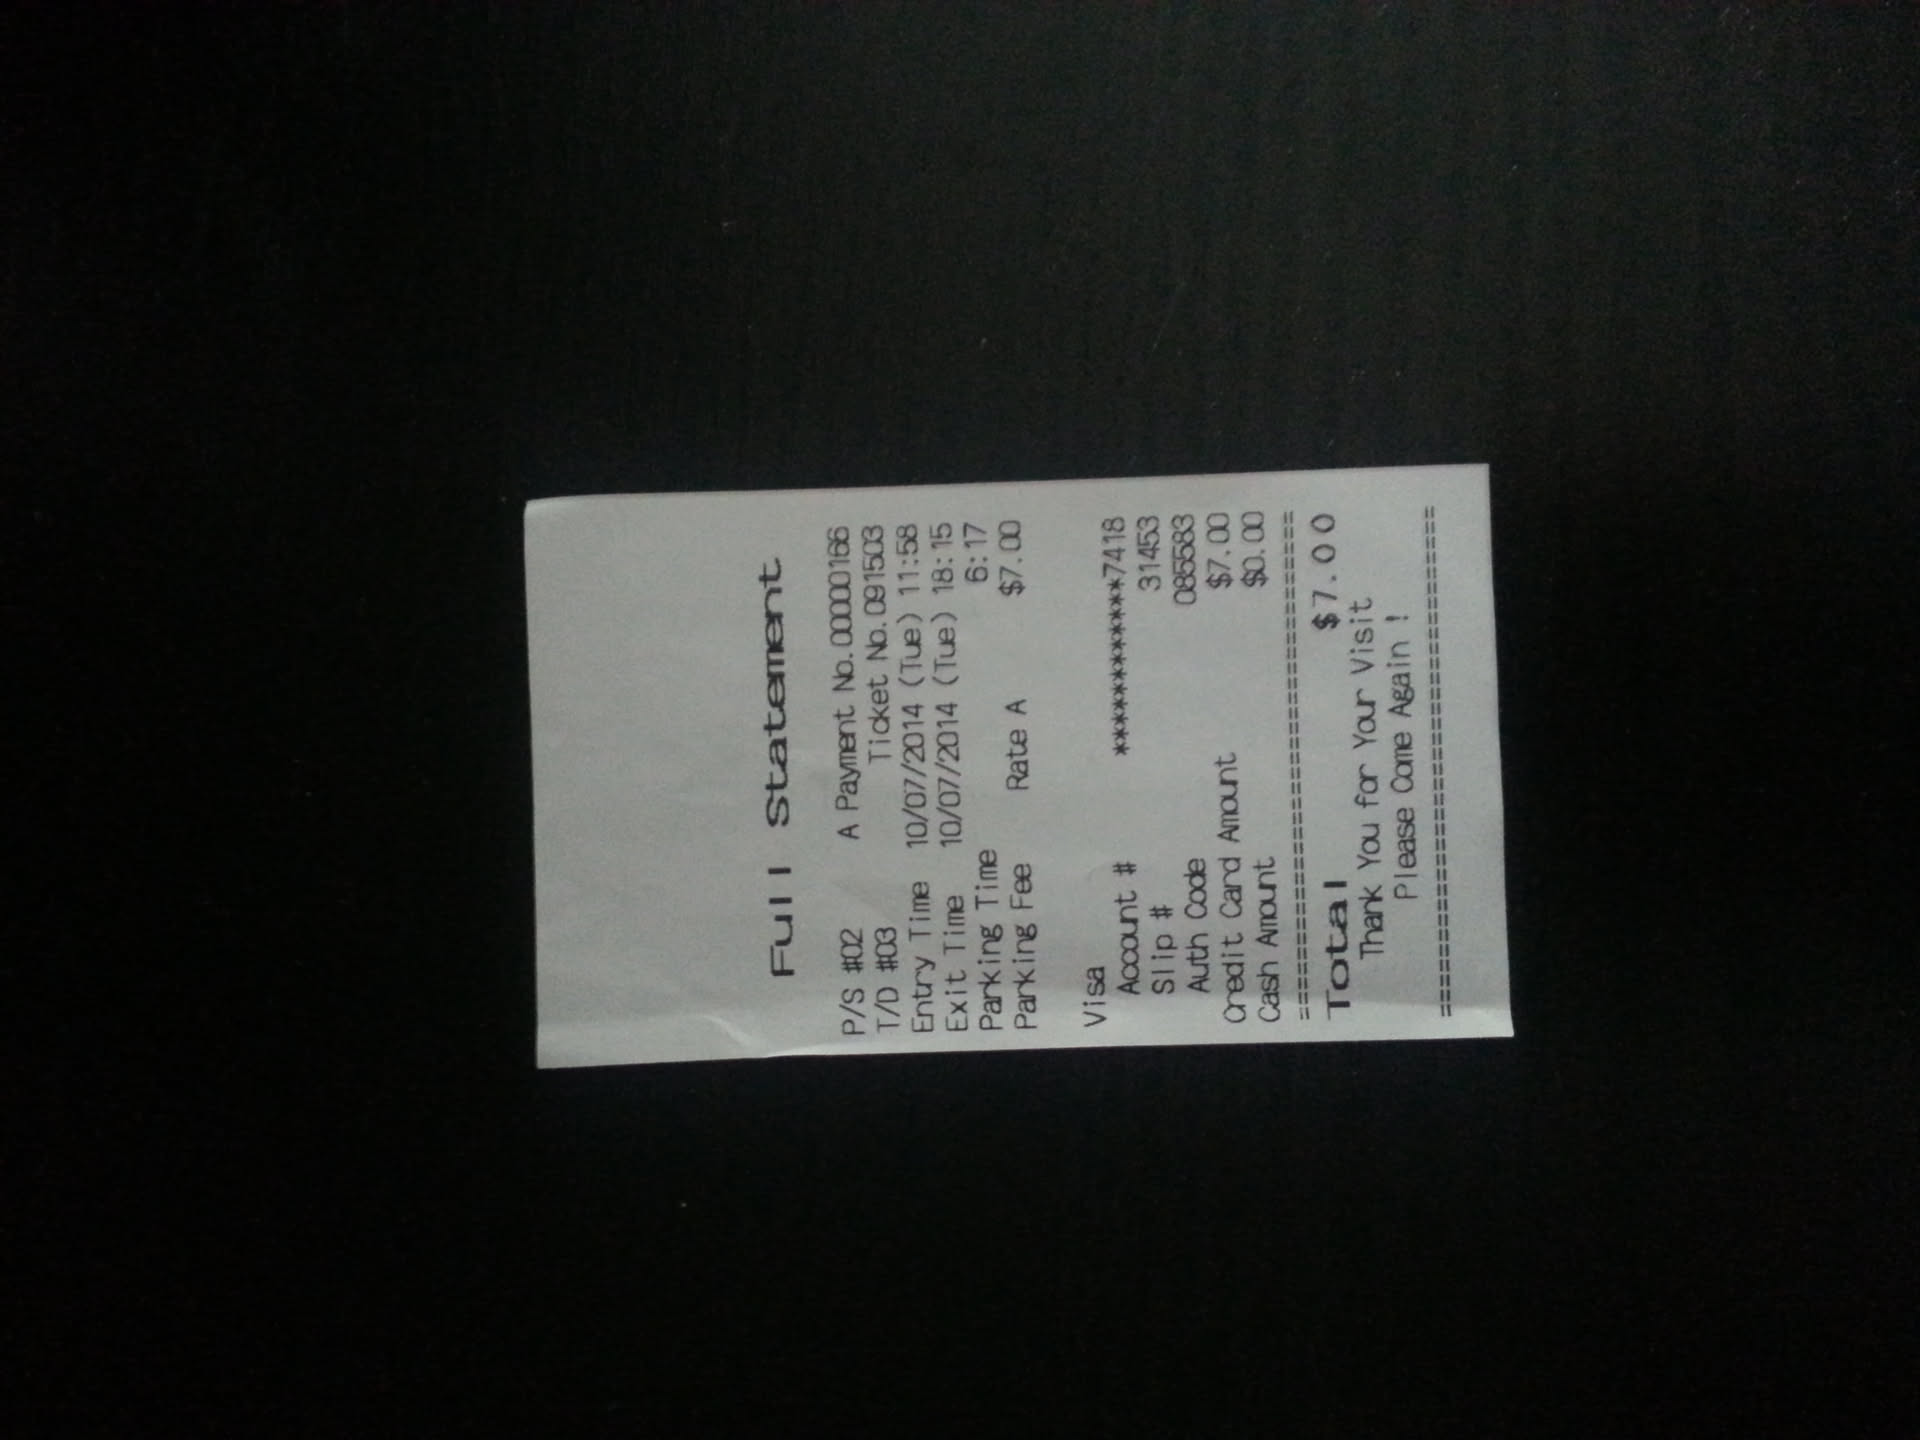 Full Statement
P/S #02 A Payment No.00000166
T/D #03 Ticket No.091503
Entry Time 10/07/2014 (Tue) 11:58
Exit Time 10/07/2014 (Tue) 18:15
Parking Time 6:17
Parking Fee Rate A $7.00
Visa
Account # ************7418
Slip # 31453
Auth Code 085583
Credit Card Amount $7.00
Cash Amount $0.00
========================================
Total $7.00
Thank You for Your Visit
Please Come Again !
========================================